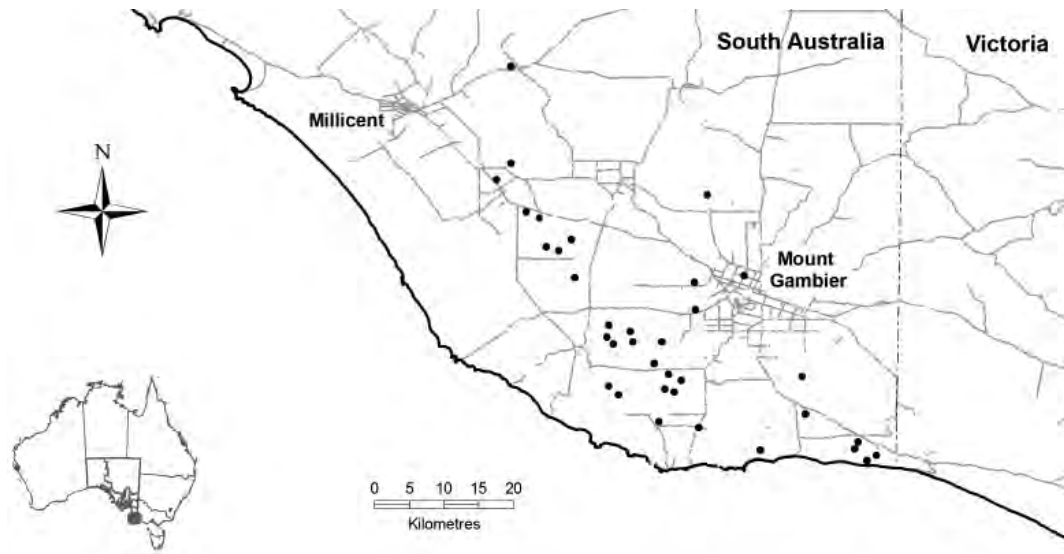 South Australia
Victoria
Millicent
N
Mount
Gambier
0 5 10 15 20
Kilometres